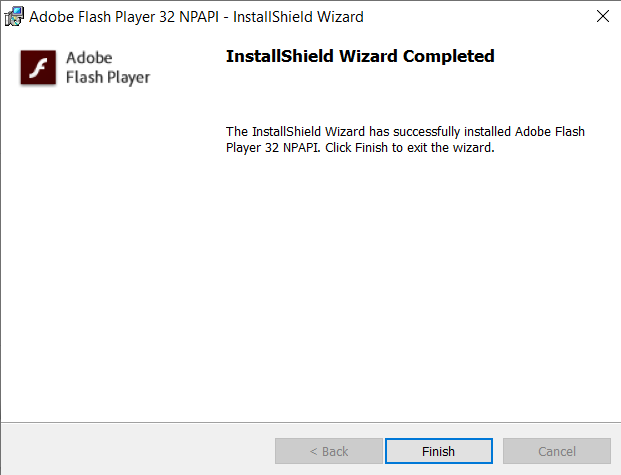 Adobe Flash Player 32 NPAPI - InstallShield Wizard
Adobe
Flash Player
InstallShield Wizard Completed
The InstallShield Wizard has successfully installed Adobe Flash
Player 32 NPAPI. Click Finish to exit the wizard.
< Back
Finish
Cancel